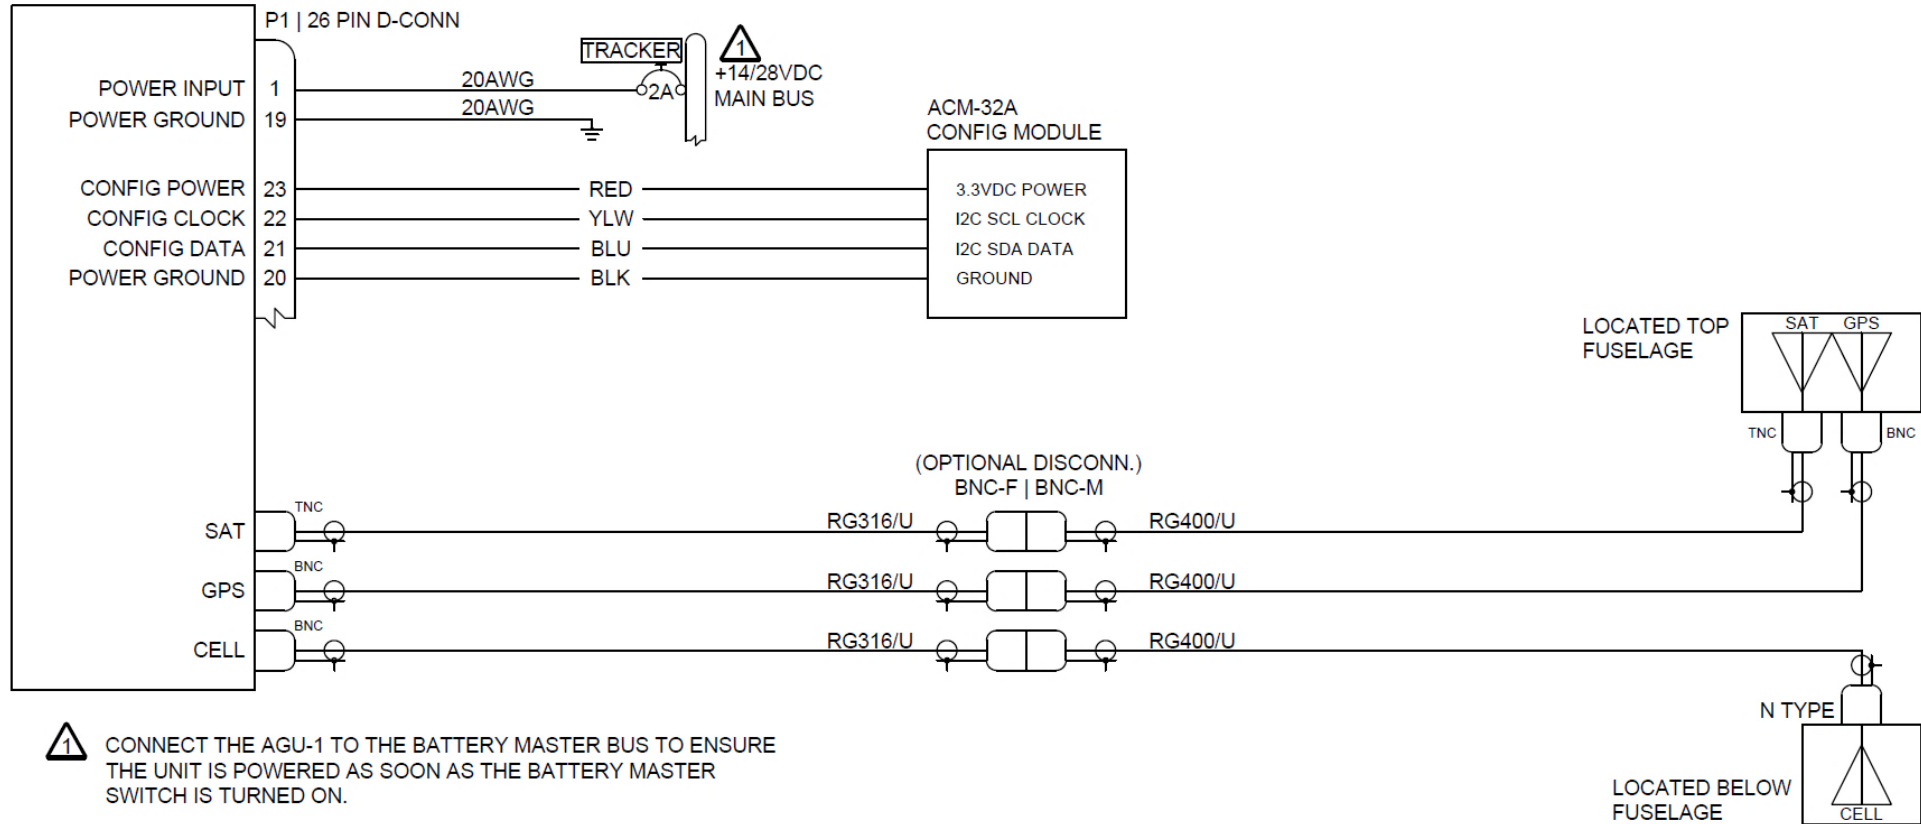 P1 | 26 PIN D-CONN
TRACKER
1
+14/28VDC
MAIN BUS
POWER INPUT 1 20AWG 2A
POWER GROUND 19 20AWG
ACM-32A
CONFIG MODULE
CONFIG POWER 23 RED 3.3VDC POWER
CONFIG CLOCK 22 YLW I2C SCL CLOCK
CONFIG DATA 21 BLU I2C SDA DATA
POWER GROUND 20 BLK GROUND
LOCATED TOP
FUSELAGE
SAT GPS
TNC BNC
(OPTIONAL DISCONN.)
BNC-F | BNC-M
TNC
SAT RG316/U RG400/U
BNC
GPS RG316/U RG400/U
BNC
CELL RG316/U RG400/U
N TYPE
1 CONNECT THE AGU-1 TO THE BATTERY MASTER BUS TO ENSURE
THE UNIT IS POWERED AS SOON AS THE BATTERY MASTER
SWITCH IS TURNED ON.
LOCATED BELOW
FUSELAGE
CELL